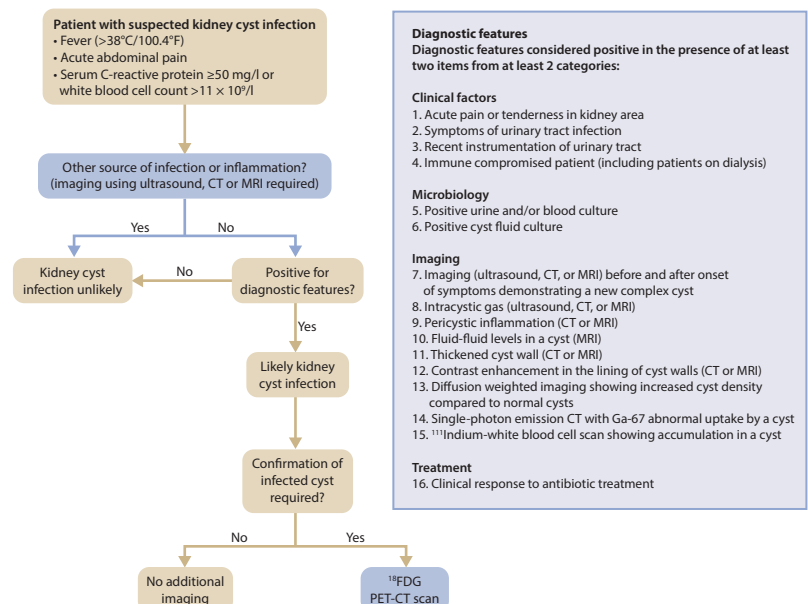 Patient with suspected kidney cyst infection
• Fever (>38°C/100.4°F)
• Acute abdominal pain
• Serum C-reactive protein ≥50 mg/l or
white blood cell count >11 × 10⁹/l
Other source of infection or inflammation?
(imaging using ultrasound, CT or MRI required)
Yes
No
Kidney cyst
infection unlikely
No
Positive for
diagnostic features?
Yes
Likely kidney
cyst infection
Confirmation of
infected cyst
required?
No
Yes
No additional
imaging
¹⁸FDG
PET-CT scan
Diagnostic features
Diagnostic features considered positive in the presence of at least
two items from at least 2 categories:
Clinical factors
1. Acute pain or tenderness in kidney area
2. Symptoms of urinary tract infection
3. Recent instrumentation of urinary tract
4. Immune compromised patient (including patients on dialysis)
Microbiology
5. Positive urine and/or blood culture
6. Positive cyst fluid culture
Imaging
7. Imaging (ultrasound, CT, or MRI) before and after onset
of symptoms demonstrating a new complex cyst
8. Intracystic gas (ultrasound, CT, or MRI)
9. Pericystic inflammation (CT or MRI)
10. Fluid-fluid levels in a cyst (MRI)
11. Thickened cyst wall (CT or MRI)
12. Contrast enhancement in the lining of cyst walls (CT or MRI)
13. Diffusion weighted imaging showing increased cyst density
compared to normal costs
14. Single-photon emission CT with Ga-67 abnormal uptake by a cyst
15. ¹¹¹Indium-white blood cell scan showing accumulation in a cyst
Treatment
16. Clinical response to antibiotic treatment